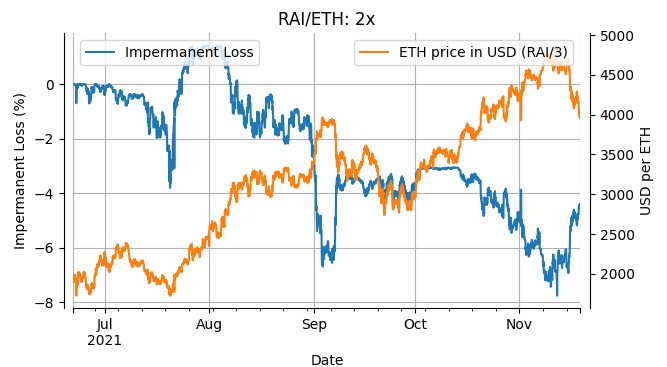 RAI/ETH: 2x
Impermanent Loss
ETH price in USD (RAI/3)
Impermanent Loss (%)
0
−2
−4
−6
−8
5000
4500
4000
3500
3000
2500
2000
USD per ETH
Jul
2021
Aug
Sep
Oct
Nov
Date